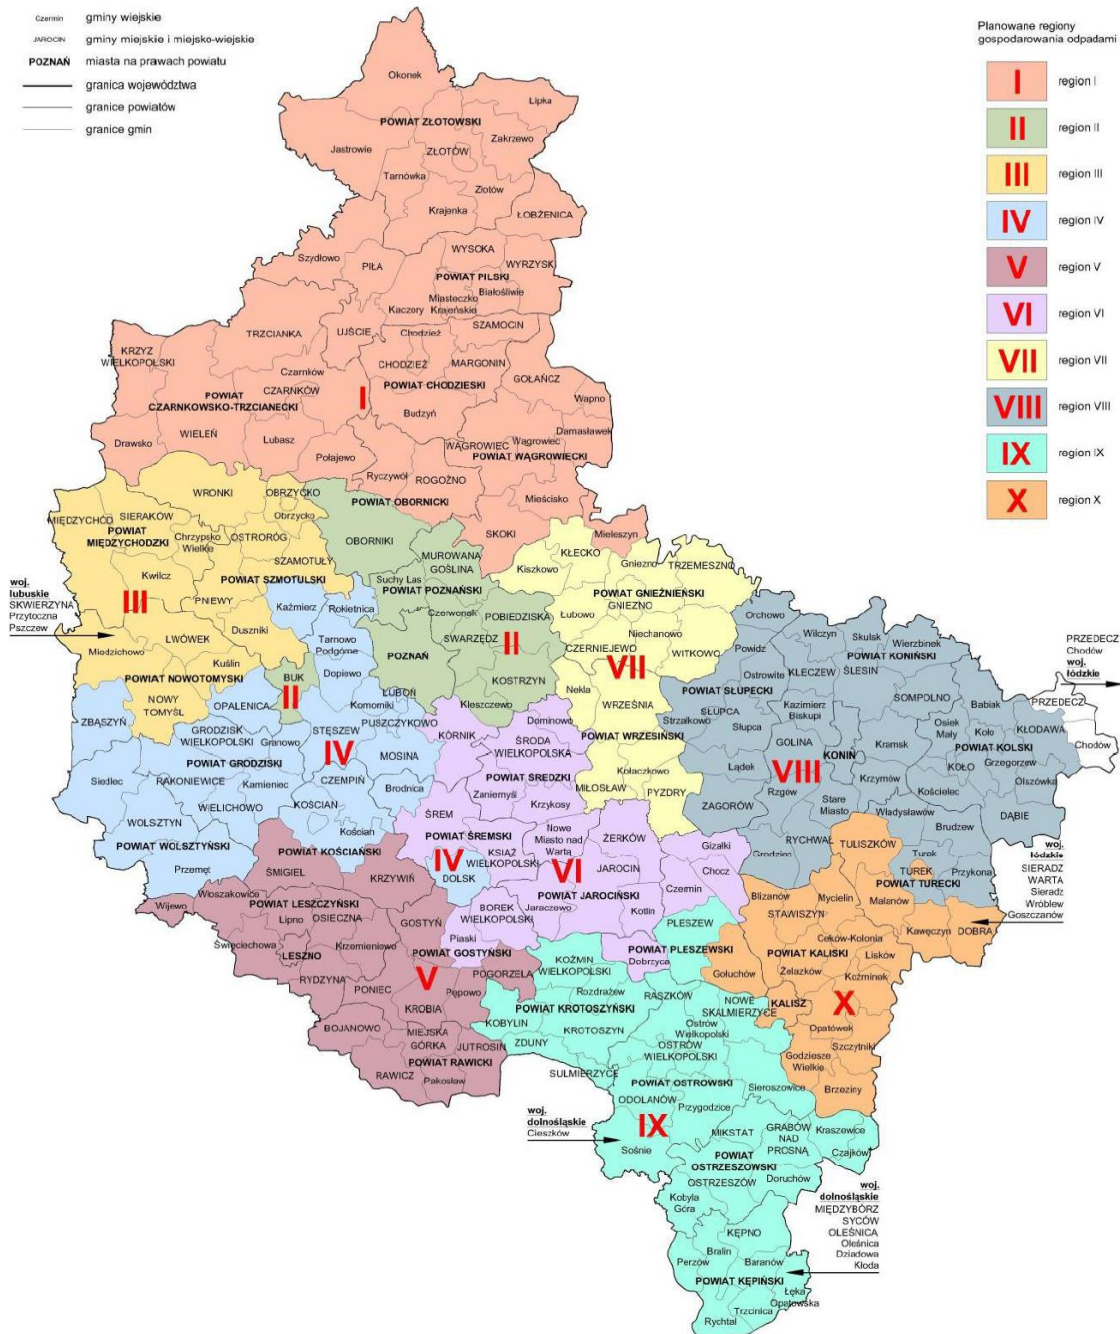 Czermin gminy wiejskie
JAROCIN gminy miejskie i miejsko-wiejskie
POZNAŃ miasta na prawach powiatu
granica województwa
granice powiatów
granice gmin
Planowane regiony
gospodarowania odpadami
I region I
II region II
III region III
IV region IV
V region V
VI region VI
VII region VII
VIII region VIII
IX region IX
X region X
Okonek
Lipka
POWIAT ZŁOTOWSKI
Zakrzewo
Jastrowie
ZŁOTÓW
Tarnówka
Złotów
Krajenka
ŁOBŻENICA
WYSOKA
Szydłowo
PIŁA
WYRZYSK
POWIAT PILSKI
Białośliwie
Miasteczko
Krajeńskie
Kaczory
SZAMOCIN
TRZCIANKA
UJŚCIE
Chodzież
KRZYŻ
WIELKOPOLSKI
CHODZIEŻ
MARGONIN
Czarnków
GOŁAŃCZ
POWIAT CHODZIESKI
CZARNKÓW
POWIAT
CZARNKOWSKO-TRZCIANECKI
I
Wapno
Budzyń
Damasławek
WIELEŃ
Drawsko
Lubasz
WĄGROWIEC
Wągrowiec
POWIAT WĄGROWIECKI
Połajewo
Ryczywół
ROGOŹNO
Mieścisko
POWIAT OBORNICKI
SKOKI
Mieleszyn
WRONKI
OBRZYCKO
Obrzycko
MIĘDZYCHÓD
SIERAKÓW
POWIAT
MIĘDZYCHODZKI
Chrzypsko
Wielkie
OSTRORÓG
SZAMOTUŁY
Kwilcz
POWIAT SZMOTULSKI
III
PNIEWY
woj.
lubuskie
SKWIERZYNA
Przytoczna
Pszczew
LWÓWEK
Duszniki
Miedzichowo
Kuślin
POWIAT NOWOTOMYSKI
NOWY
TOMYŚL
OBORNIKI
MUROWANA
GOŚLINA
Suchy Las
POWIAT POZNAŃSKI
Czerwonak
POBIEDZISKA
SWARZĘDZ
II
POZNAŃ
KOSTRZYN
Kleszczewo
BUK
II
KŁECKO
Kiszkowo
Gniezno
TRZEMESZNO
POWIAT GNIEŹNIEŃSKI
GNIEZNO
Łubowo
Niechanowo
CZERNIEJEWO
WITKOWO
VII
Nekla
WRZEŚNIA
POWIAT WRZESIŃSKI
Kołaczkowo
MIŁOSŁAW
PYZDRY
Kaźmierz
Rokietnica
Tarnowo
Podgórne
Dopiewo
LUBOŃ
Komorniki
PUSZCZYKOWO
OPALENICA
ZBĄSZYŃ
GRODZISK
WIELKOPOLSKI
Granowo
STĘSZEW
IV
MOSINA
POWIAT GRODZISKI
Siedlec
RAKONIEWICE
Kamieniec
CZEMPIŃ
Brodnica
WIELICHOWO
KOŚCIAN
WOLSZTYN
Kościan
POWIAT WOLSZTYŃSKI
Przemęt
KÓRNIK
Dominowo
ŚRODA
WIELKOPOLSKA
POWIAT ŚREDZKI
Zaniemyśl
Krzykosy
ŚREM
POWIAT ŚREMSKI
IV
DOLSK
KSIĄŻ
WIELKOPOLSKI
Nowe
Miasto nad
Wartą
VI
ŻERKÓW
JAROCIN
POWIAT JAROCIŃSKI
Gizałki
Chocz
Czermin
BOREK
WIELKOPOLSKI
Jaraczewo
Kotlin
Piaski
PLESZEW
POWIAT PLESZEWSKI
Dobrzyca
Orchowo
Wilczyn
Skulsk
Wierzbinek
Powidz
POWIAT KONIŃSKI
Ostrowite
KLECZEW
ŚLESIN
POWIAT SŁUPECKI
SOMPOLNO
Babiak
SŁUPCA
Kazimierz
Biskupi
Strzałkowo
Słupca
Osiek
Mały
Koło
KŁODAWA
GOLINA
KONIN
Kramsk
POWIAT KOLSKI
Grzegorzew
Lądek
VIII
KOŁO
Olszówka
Rzgów
Krzymów
Kościelec
ZAGORÓW
Stare
Miasto
Władysławów
DĄBIE
RYCHWAŁ
Brudzew
Grodziec
Turek
TUREK
POWIAT TURECKI
Przykona
PRZEDECZ
Chodów
woj.
łódzkie
PRZEDECZ
Chodów
woj.
łódzkie
SIERADZ
WARTA
Sieradz
Wróblew
Goszczanów
TULISZKÓW
Malanów
Blizanów
Mycielin
STAWISZYN
Kawęczyn
DOBRA
Ceków-Kolonia
POWIAT KALISKI
Lisków
Gołuchów
Żelazków
Koźminek
KALISZ
X
Opatówek
Szczytniki
Godziesze
Wielkie
Brzeziny
POWIAT KOŚCIAŃSKI
ŚMIGIEL
KRZYWIŃ
Włoszakowice
POWIAT LESZCZYŃSKI
Wijewo
Lipno
OSIECZNA
GOSTYŃ
Święciechowa
LESZNO
Krzemieniewo
POWIAT GOSTYŃSKI
RYDZYNA
PONIEC
V
POGORZELA
Pępowo
KROBIA
BOJANOWO
MIEJSKA
GÓRKA
JUTROSIN
POWIAT RAWICKI
RAWICZ
Pakosław
KOŹMIN
WIELKOPOLSKI
Rozdrażew
RASZKÓW
NOWE
SKALMIERZYCE
POWIAT KROTOSZYŃSKI
KOBYLIN
KROTOSZYN
Ostrów
Wielkopolski
ZDUNY
OSTRÓW
WIELKOPOLSKI
SULMIERZYCE
POWIAT OSTROWSKI
Sieroszewice
ODOLANÓW
Przygodzice
woj.
dolnośląskie
Cieszków
IX
Sośnie
MIKSTAT
GRABÓW
NAD
PROSNĄ
Kraszewice
Czajków
POWIAT
OSTRZESZOWSKI
OSTRZESZÓW
Doruchów
Kobyla
Góra
woj.
dolnośląskie
MIĘDZYBÓRZ
SYCÓW
OLEŚNICA
Oleśnica
Dziadowa
Kłoda
KĘPNO
Bralin
Perzów
Baranów
POWIAT KĘPIŃSKI
Łęka
Opatowska
Trzcinica
Rychtal